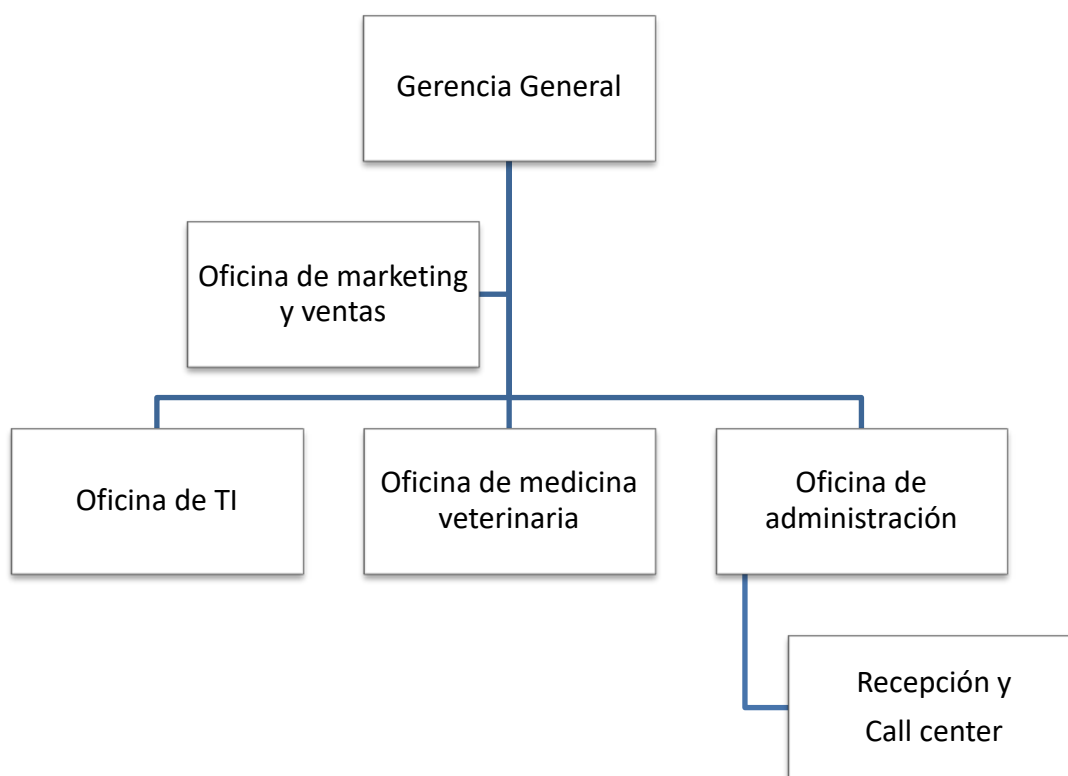 Gerencia General
Oficina de marketing
y ventas
Oficina de TI
Oficina de medicina
veterinaria
Oficina de
administración
Recepción y
Call center